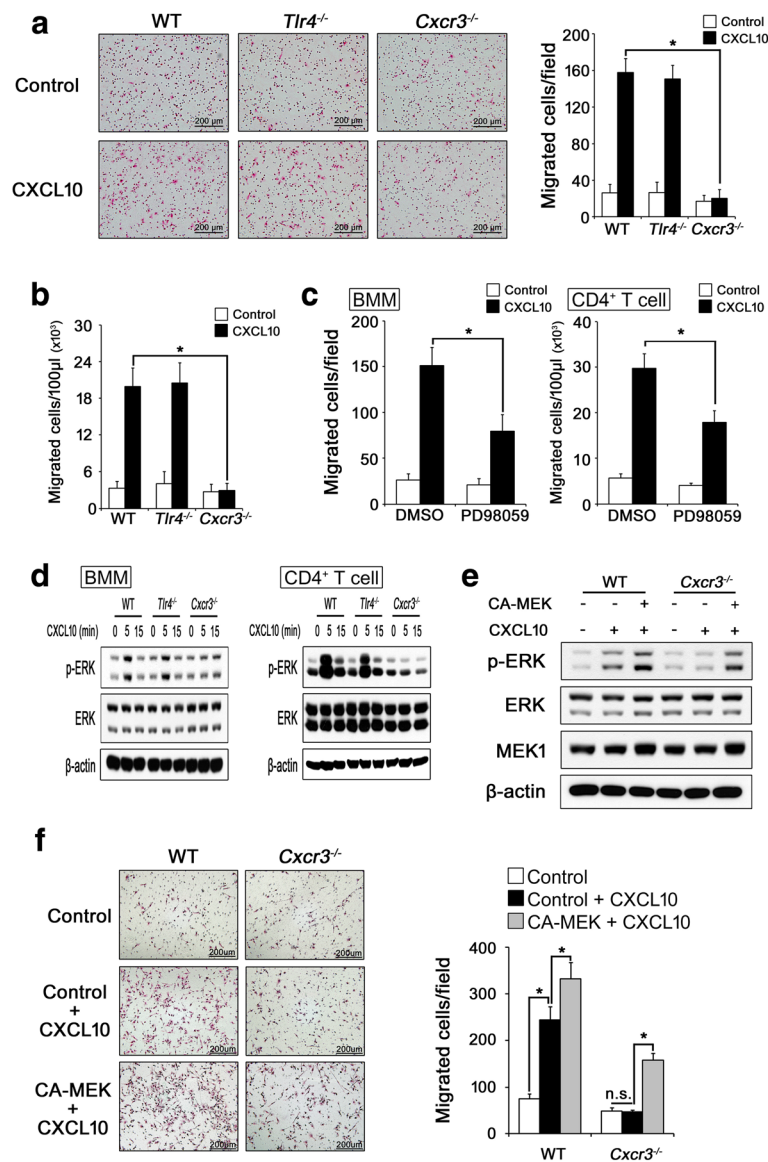 a
WT Tlr4-/- Cxcr3-/-
Control
200 μm 200 μm 200 μm
CXCL10
200 μm 200 μm 200 μm
Control
CXCL10
Migrated cells/field
200
160
120
80
40
0
*
WT Tlr4-/- Cxcr3-/-
b
Control
CXCL10
Migrated cells/100μl (x10³)
30
24
18
12
6
0
*
WT Tlr4-/- Cxcr3-/-
c
BMM
Control
CXCL10
Migrated cells/field
200
150
100
50
0
*
DMSO PD98059
CD4+ T cell
Control
CXCL10
Migrated cells/100μl (x10³)
40
30
20
10
0
*
DMSO PD98059
d
BMM
WT Tlr4-/- Cxcr3-/-
CXCL10 (min) 0 5 15 0 5 15 0 5 15
p-ERK
ERK
β-actin
CD4+ T cell
WT Tlr4-/- Cxcr3-/-
CXCL10 (min) 0 5 15 0 5 15 0 5 15
p-ERK
ERK
β-actin
e
WT Cxcr3-/-
CA-MEK - - + - - +
CXCL10 - + + - + +
p-ERK
ERK
MEK1
β-actin
f
WT Cxcr3-/-
Control
200μm 200μm
Control
+
CXCL10
200μm 200μm
CA-MEK
+
CXCL10
200μm 200μm
Control
Control + CXCL10
CA-MEK + CXCL10
Migrated cells/field
400
300
200
100
0
*
*
n.s.
*
WT Cxcr3-/-